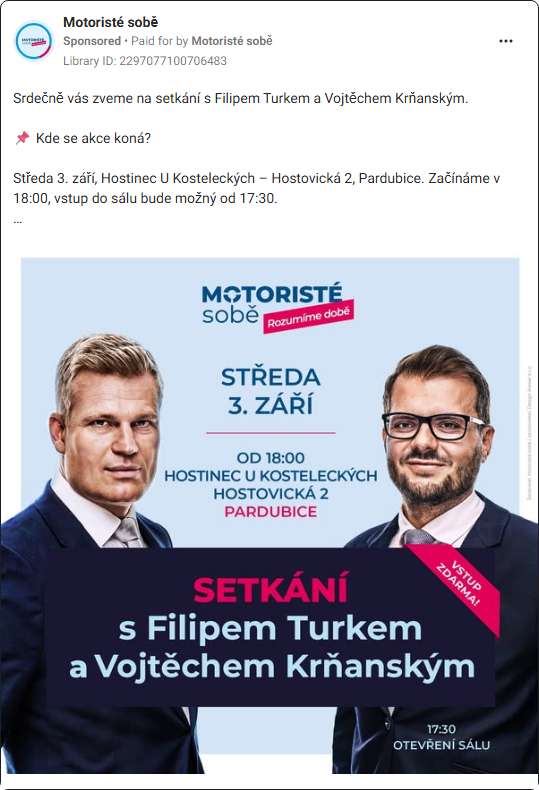 Motoristé sobě
Sponsored • Paid for by Motoristé sobě
Library ID: 2297077100706483
Srdečně vás zveme na setkání s Filipem Turkem a Vojtěchem Krňanským.
📌 Kde se akce koná?
Středa 3. září, Hostinec U Kosteleckých – Hostovická 2, Pardubice. Začínáme v
18:00, vstup do sálu bude možný od 17:30.
...
MOTORISTÉ
sobě
Rozumíme době
STŘEDA
3. ZÁŘÍ
OD 18:00
HOSTINEC U KOSTELECKÝCH
HOSTOVICKÁ 2
PARDUBICE
VSTUP
ZDARMA!
SETKÁNÍ
s Filipem Turkem
a Vojtěchem Krňanským
17:30
OTEVŘENÍ SÁLU